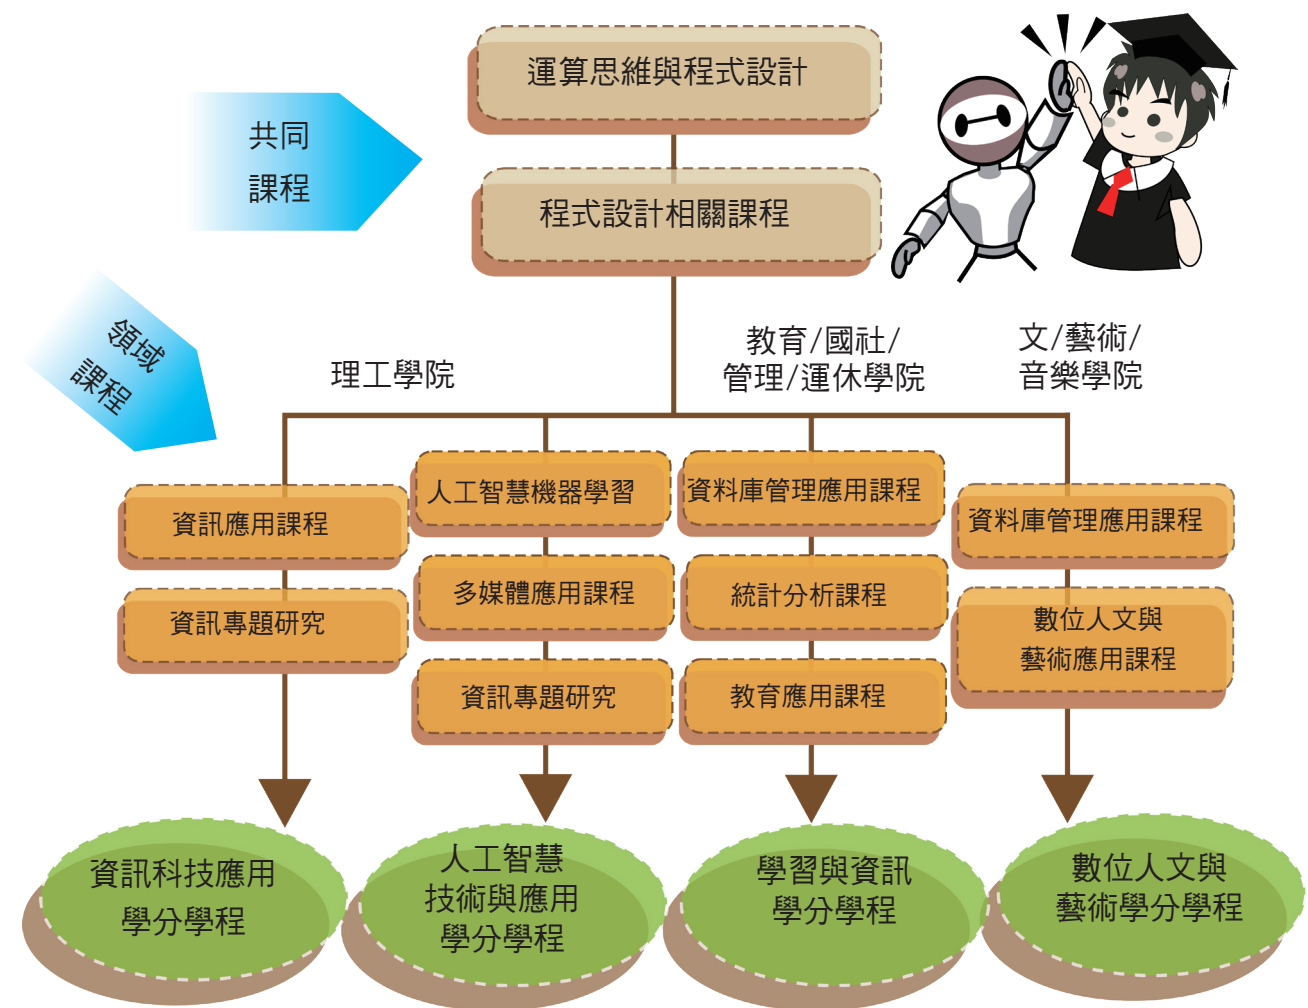 運算思維與程式設計
共同
課程
程式設計相關課程
領域
課程
理工學院
教育/國社/
管理/運休學院
文/藝術/
音樂學院
資訊應用課程
資訊專題研究
人工智慧機器學習
多媒體應用課程
資訊專題研究
資料庫管理應用課程
統計分析課程
教育應用課程
資料庫管理應用課程
數位人文與
藝術應用課程
資訊科技應用
學分學程
人工智慧
技術與應用
學分學程
學習與資訊
學分學程
數位人文與
藝術學分學程